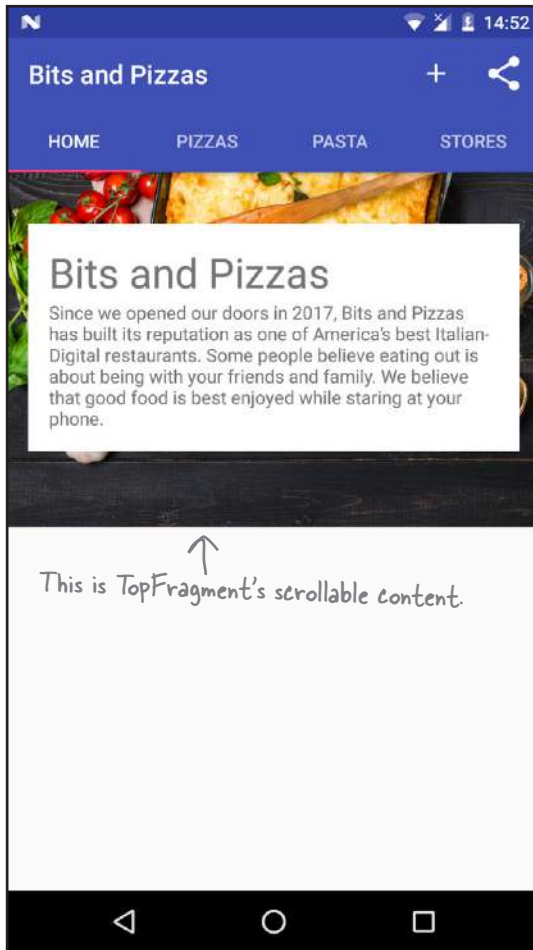 14:52
Bits and Pizzas
HOME PIZZAS PASTA STORES
Bits and Pizzas
Since we opened our doors in 2017, Bits and Pizzas
has built its reputation as one of America's best Italian-
Digital restaurants. Some people believe eating out is
about being with your friends and family. We believe
that good food is best enjoyed while staring at your
phone.
This is TopFragment's scrollable content.